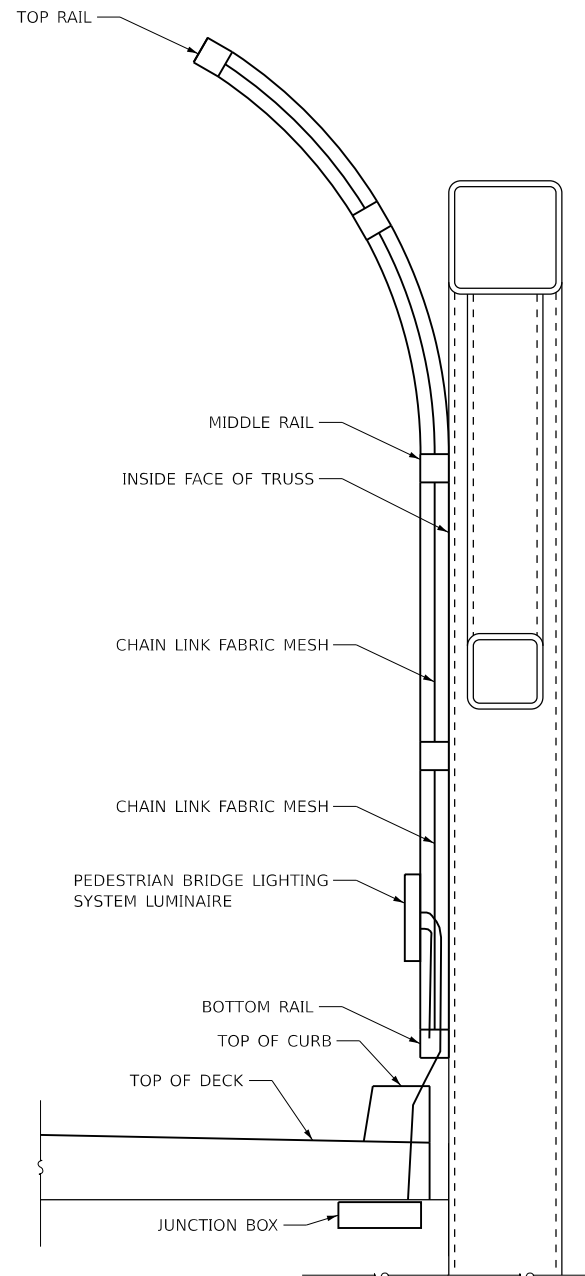 TOP RAIL
MIDDLE RAIL
INSIDE FACE OF TRUSS
CHAIN LINK FABRIC MESH
CHAIN LINK FABRIC MESH
PEDESTRIAN BRIDGE LIGHTING
SYSTEM LUMINAIRE
BOTTOM RAIL
TOP OF CURB
TOP OF DECK
JUNCTION BOX